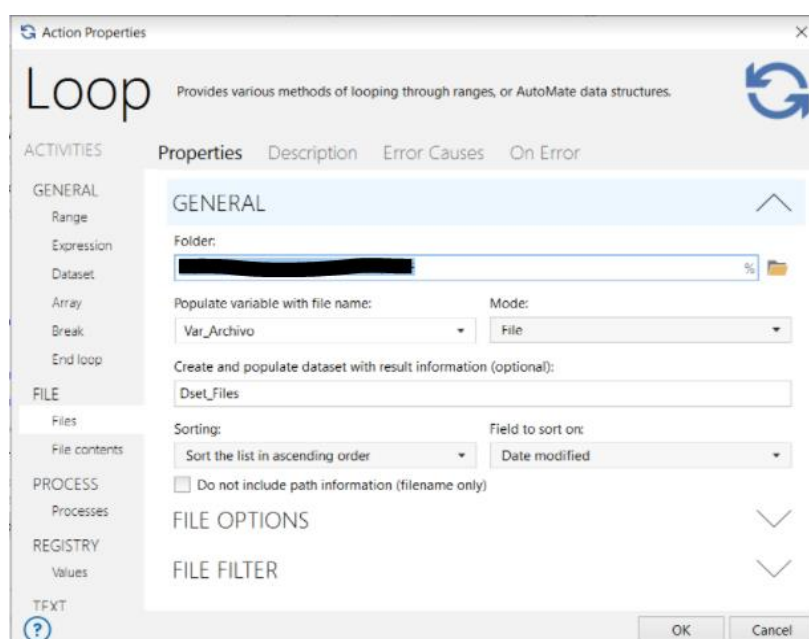 Action Properties
Loop
Provides various methods of looping through ranges, or AutoMate data structures.
ACTIVITIES
Properties Description Error Causes On Error
GENERAL
Range
Expression
Dataset
Array
Break
End loop
FILE
Files
File contents
PROCESS
Processes
REGISTRY
Values
TEXT
GENERAL
Folder:
%
Populate variable with file name: Mode:
Var_Archivo File
Create and populate dataset with result information (optional):
Dset_Files
Sorting: Field to sort on:
Sort the list in ascending order Date modified
Do not include path information (filename only)
FILE OPTIONS
FILE FILTER
?
OK Cancel